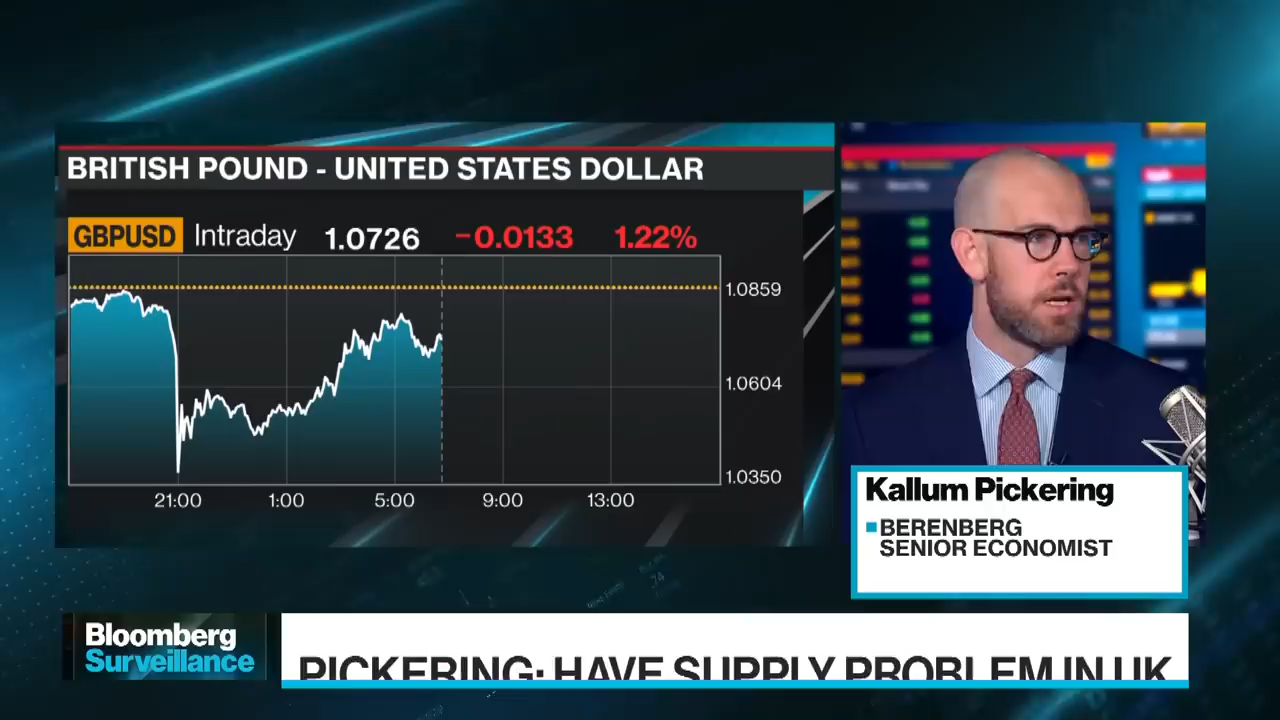 BRITISH POUND - UNITED STATES DOLLAR
GBPUSD Intraday 1.0726 -0.0133 1.22%
1.0859
1.0604
1.0350
21:00 1:00 5:00 9:00 13:00
Kallum Pickering
BERENBERG
SENIOR ECONOMIST
Bloomberg
Surveillance
PICKERING: HAVE SUPPLY PROBLEM IN UK